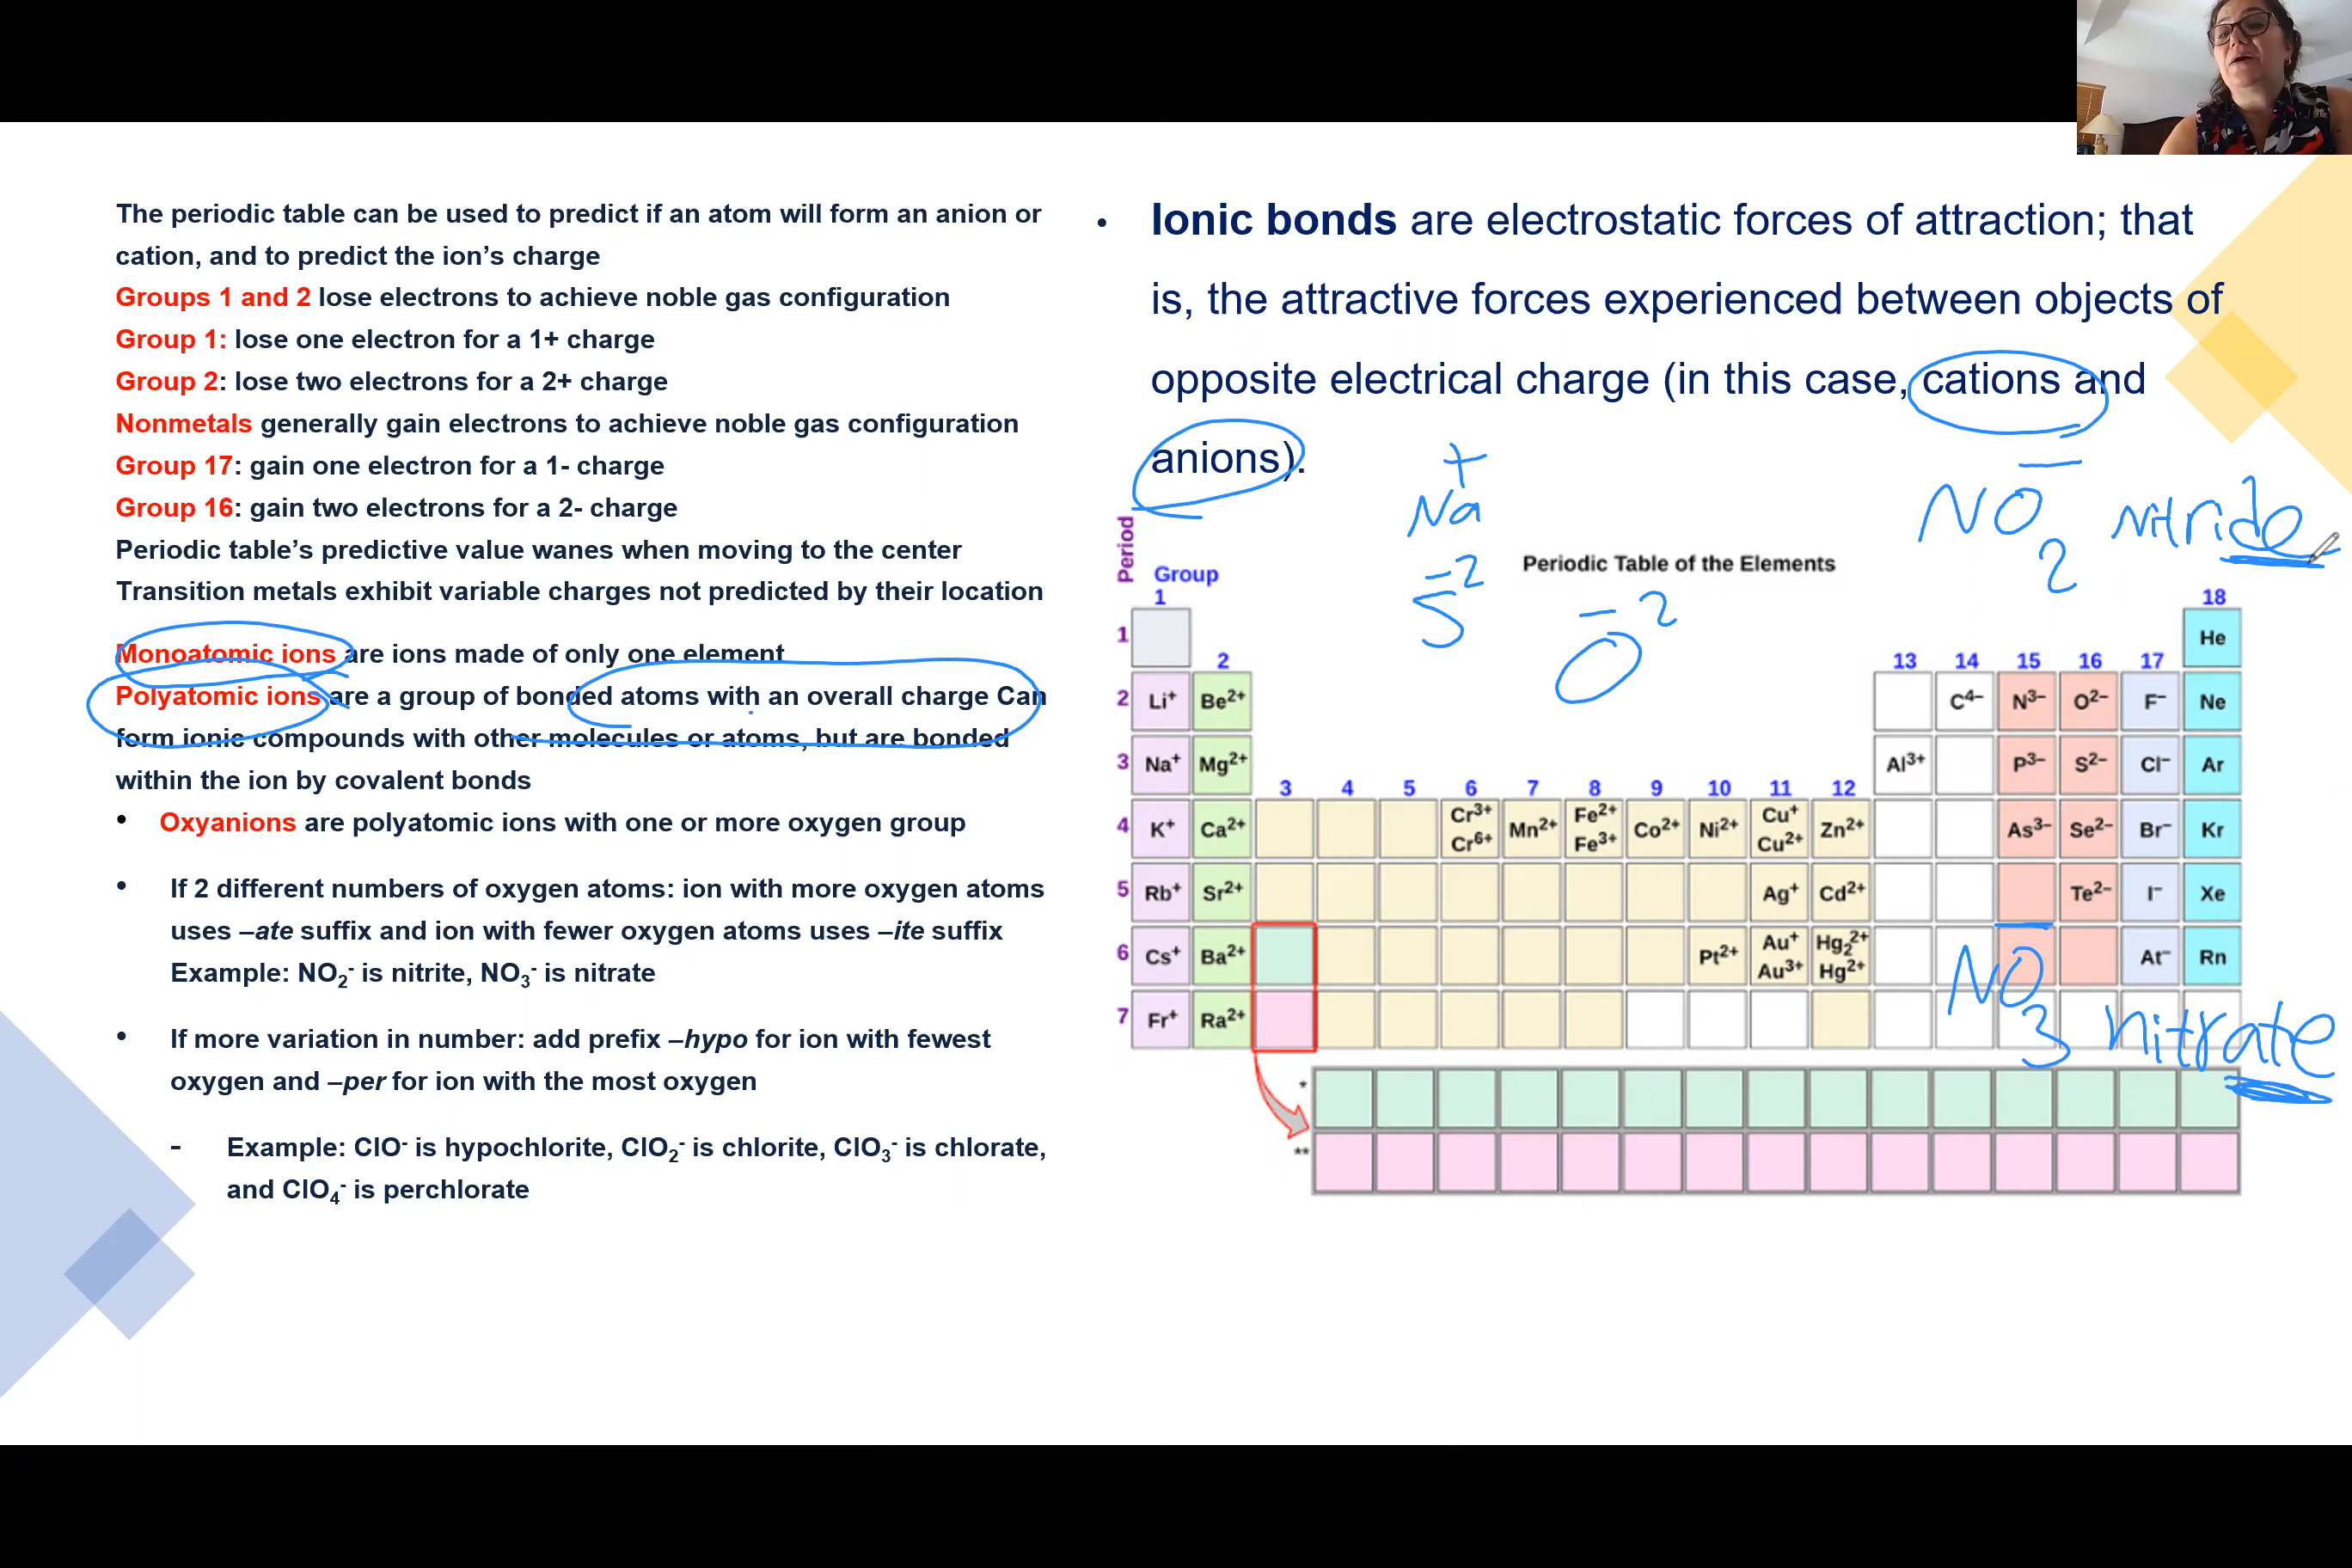 The periodic table can be used to predict if an atom will form an anion or
cation, and to predict the ion’s charge
Groups 1 and 2 lose electrons to achieve noble gas configuration
Group 1: lose one electron for a 1+ charge
Group 2: lose two electrons for a 2+ charge
Nonmetals generally gain electrons to achieve noble gas configuration
Group 17: gain one electron for a 1- charge
Group 16: gain two electrons for a 2- charge
Periodic table’s predictive value wanes when moving to the center
Transition metals exhibit variable charges not predicted by their location
Monoatomic ions are ions made of only one element
Polyatomic ions are a group of bonded atoms with an overall charge Can
form ionic compounds with other molecules or atoms, but are bonded
within the ion by covalent bonds
• Oxyanions are polyatomic ions with one or more oxygen group
• If 2 different numbers of oxygen atoms: ion with more oxygen atoms
uses –ate suffix and ion with fewer oxygen atoms uses –ite suffix
Example: NO₂⁻ is nitrite, NO₃⁻ is nitrate
• If more variation in number: add prefix –hypo for ion with fewest
oxygen and –per for ion with the most oxygen
- Example: ClO⁻ is hypochlorite, ClO₂⁻ is chlorite, ClO₃⁻ is chlorate,
and ClO₄⁻ is perchlorate
• Ionic bonds are electrostatic forces of attraction; that
is, the attractive forces experienced between objects of
opposite electrical charge (in this case, cations and
anions).
Na⁺
S⁻²
O⁻²
NO₂⁻ nitride
Periodic Table of the Elements
Period
Group
1 18
1 He
2 13 14 15 16 17
2 Li⁺ Be²⁺ C⁴⁻ N³⁻ O²⁻ F⁻ Ne
3 Na⁺ Mg²⁺ Al³⁺ P³⁻ S²⁻ Cl⁻ Ar
3 4 5 6 7 8 9 10 11 12
4 K⁺ Ca²⁺ Cr³⁺ Cr⁶⁺ Mn²⁺ Fe²⁺ Fe³⁺ Co²⁺ Ni²⁺ Cu⁺ Cu²⁺ Zn²⁺ As³⁻ Se²⁻ Br⁻ Kr
5 Rb⁺ Sr²⁺ Ag⁺ Cd²⁺ Te²⁻ I⁻ Xe
6 Cs⁺ Ba²⁺ Pt²⁺ Au⁺ Au³⁺ Hg₂²⁺ Hg²⁺ At⁻ Rn
7 Fr⁺ Ra²⁺
NO₃⁻ nitrate
*
**